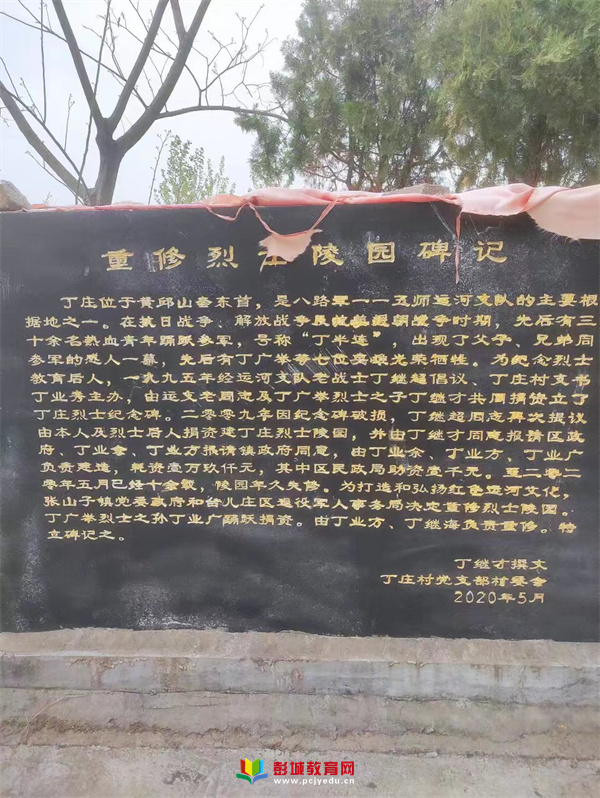 重修烈士陵园碑记
丁庄位于黄邱山套东首，是八路军一一五师运河支队的主要根
据地之一。在抗日战争、解放战争及抗美援朝战争时期，先后有三
十余名热血青年踊跃参军，号称“丁半连”，出现丁父子、兄弟同
参军的感人一幕，先后有丁广举等七位英雄光荣牺牲。为纪念烈士
教育后人，一九九五年经运河支队老战士丁继超倡议、丁庄村支书
丁业秀主办，由运支老同志及丁广举烈士之子丁继才共同捐资立了
丁庄烈士纪念碑。二零零九年因纪念碑破损，丁继超同志再次提议
由本人及烈士后人捐资建丁庄烈士陵园，并由丁继才同志报请区政
府、丁业奎、丁业方报请镇政府同意，由丁业余、丁业方、丁业广
负责建造，耗资壹万玖仟元，其中区民政局助资壹千元。至二零二
零年五月已经十余载，陵园年久失修。为打造和弘扬红色运河文化，
张山子镇党委政府和台儿庄区退役军人事务局决定重修烈士陵园。
丁广举烈士之孙丁业广踊跃捐资。由丁业方、丁继海负责重修。特
立碑记之。
丁继才撰文
丁庄村党支部村委会
2020年5月
彭城教育网
www.pcjyedu.cn